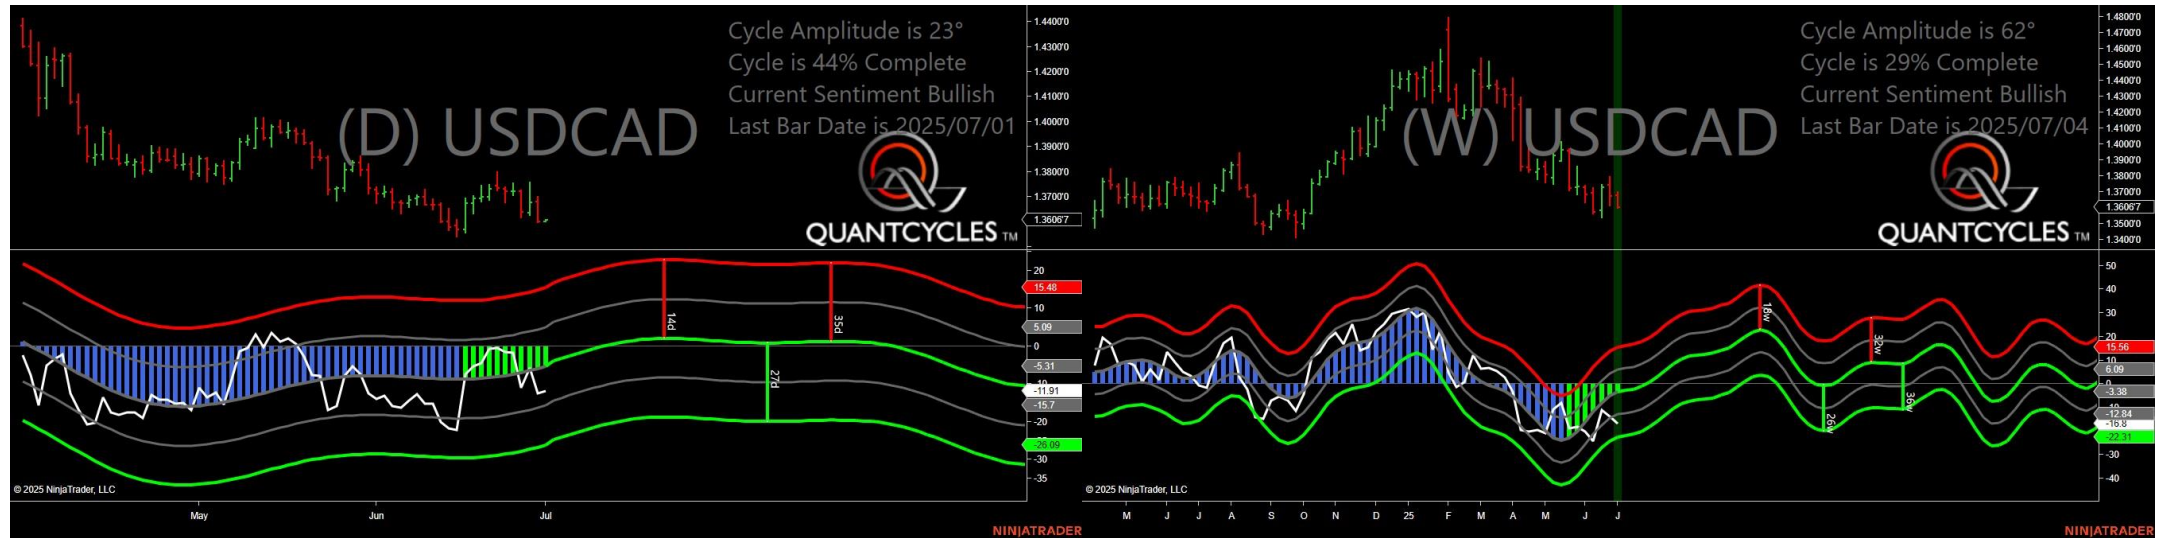 Cycle Amplitude is 23°
Cycle is 44% Complete
Current Sentiment Bullish
Last Bar Date is 2025/07/01
(D) USDCAD
QUANTCYCLES TM
1.4400'0
1.4300'0
1.4200'0
1.4100'0
1.4000'0
1.3900'0
1.3800'0
1.3700'0
1.3606'7
20
15.48
10
5.09
0
-5.31
-10
-11.91
-15.7
-20
-26.09
-30
-35
14d
27d
35d
© 2025 NinjaTrader, LLC
May
Jun
Jul
NINJATRADER
Cycle Amplitude is 62°
Cycle is 29% Complete
Current Sentiment Bullish
Last Bar Date is 2025/07/04
(W) USDCAD
QUANTCYCLES TM
1.4800'0
1.4700'0
1.4600'0
1.4500'0
1.4400'0
1.4300'0
1.4200'0
1.4100'0
1.4000'0
1.3900'0
1.3800'0
1.3700'0
1.3606'7
1.3500'0
1.3400'0
50
40
30
20
15.56
10
6.09
0
-3.38
-12.84
-16.8
-22.31
-30
-40
18w
26w
32w
36w
© 2025 NinjaTrader, LLC
M
J
J
A
S
O
N
D
25
F
M
A
M
J
J
NINJATRADER